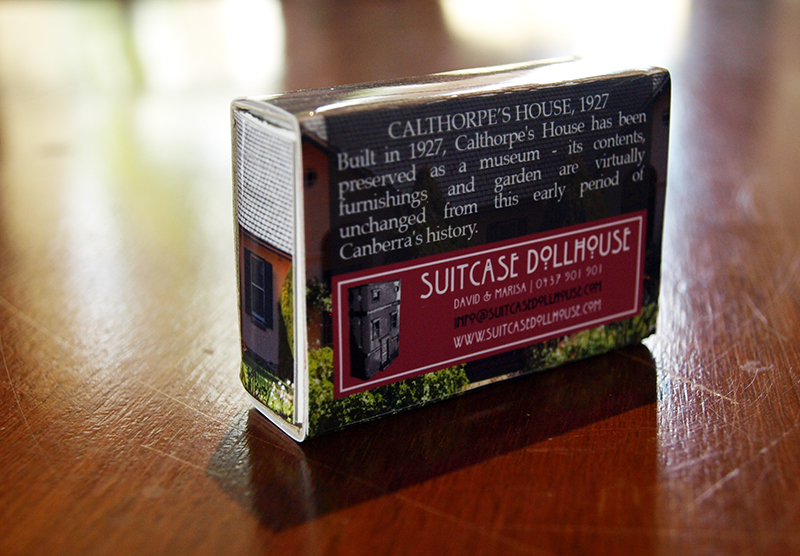 CALTHORPE'S HOUSE, 1927
Built in 1927, Calthorpe's House has been
preserved as a museum - its contents,
furnishings and garden are virtually
unchanged from this early period of
Canberra's history.
SUITCASE DOLLHOUSE
DAVID & MARISA | 0437 901 901
INFO@SUITCASEDOLLHOUSE.COM
WWW.SUITCASEDOLLHOUSE.COM